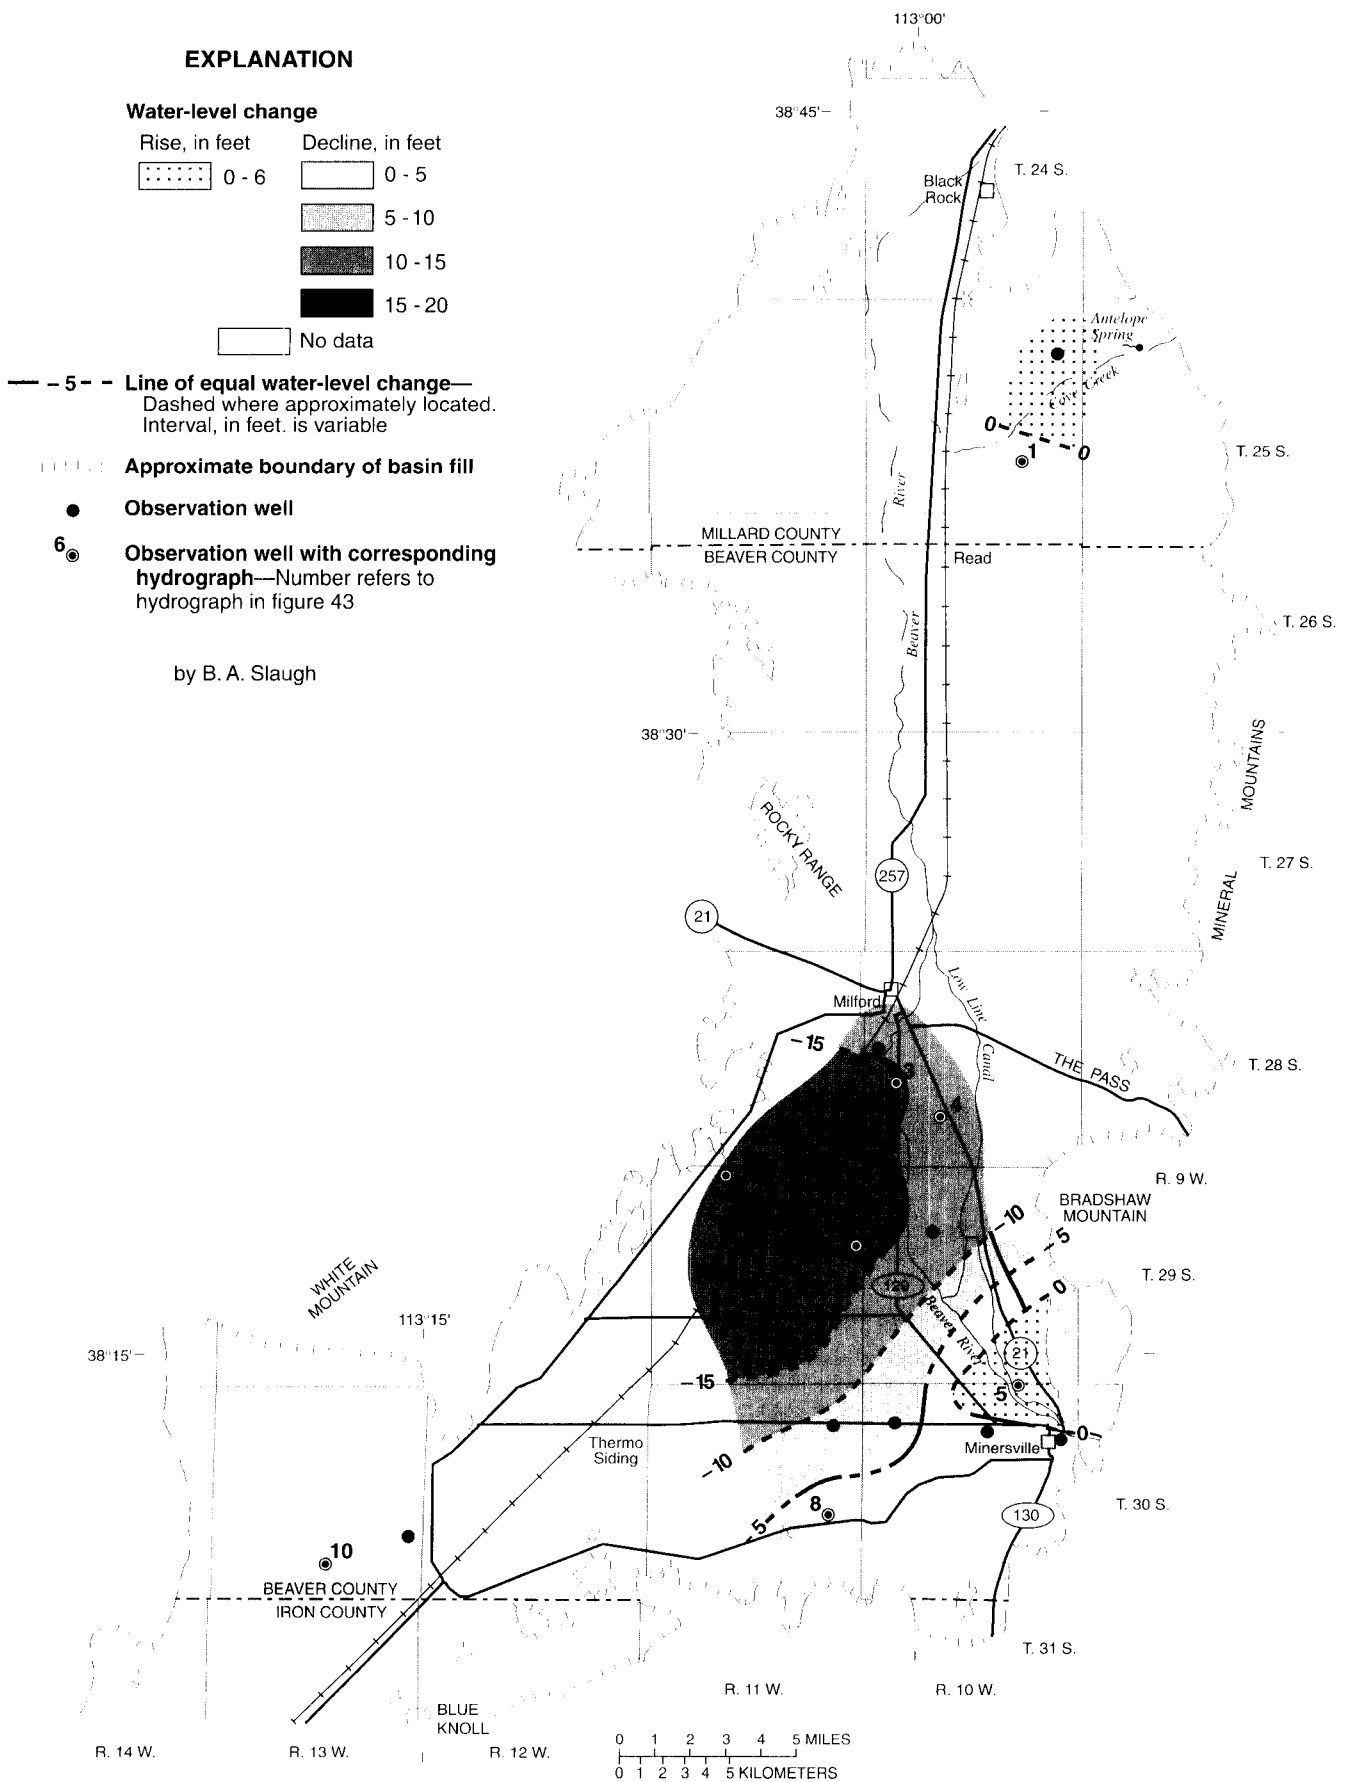 EXPLANATION
Water-level change
Rise, in feet
Decline, in feet
0 - 6
0 - 5
5 - 10
10 - 15
15 - 20
No data
– 5 – Line of equal water-level change—
Dashed where approximately located.
Interval, in feet. is variable
Approximate boundary of basin fill
Observation well
6
Observation well with corresponding
hydrograph—Number refers to
hydrograph in figure 43
by B. A. Slaugh
113°00'
38°45'
T. 24 S.
Black
Rock
Antelope
Spring
Cove Creek
0
0
1
T. 25 S.
River
MILLARD COUNTY
BEAVER COUNTY
Read
T. 26 S.
Beaver
38°30'
MOUNTAINS
MINERAL
ROCKY RANGE
T. 27 S.
257
21
Low Line
Canal
Milford
–15
THE PASS
T. 28 S.
3
4
R. 9 W.
BRADSHAW
MOUNTAIN
–10
–5
0
T. 29 S.
WHITE
MOUNTAIN
129
Beaver River
113°15'
38°15'
21
–15
5
Thermo
Siding
Minersville
0
–10
T. 30 S.
8
5
130
10
BEAVER COUNTY
IRON COUNTY
T. 31 S.
R. 11 W.
R. 10 W.
BLUE
KNOLL
R. 14 W.
R. 13 W.
R. 12 W.
0 1 2 3 4 5 MILES
0 1 2 3 4 5 KILOMETERS